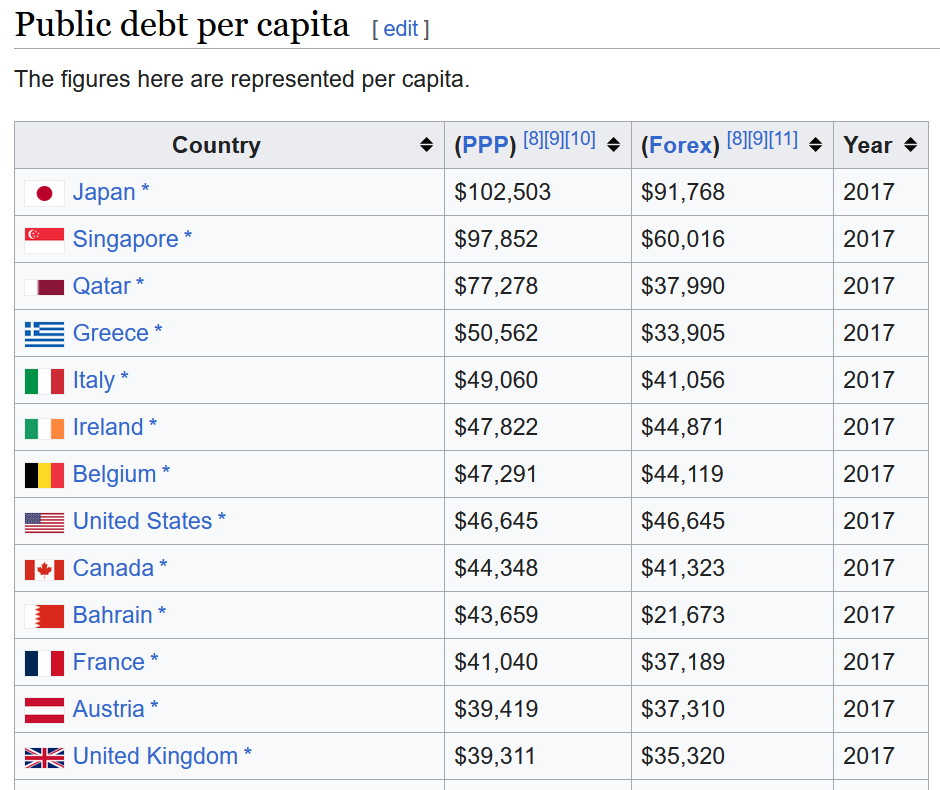 Public debt per capita [ edit ]
The figures here are represented per capita.
Country (PPP) [8][9][10] (Forex) [8][9][11] Year
Japan * $102,503 $91,768 2017
Singapore * $97,852 $60,016 2017
Qatar * $77,278 $37,990 2017
Greece * $50,562 $33,905 2017
Italy * $49,060 $41,056 2017
Ireland * $47,822 $44,871 2017
Belgium * $47,291 $44,119 2017
United States * $46,645 $46,645 2017
Canada * $44,348 $41,323 2017
Bahrain * $43,659 $21,673 2017
France * $41,040 $37,189 2017
Austria * $39,419 $37,310 2017
United Kingdom * $39,311 $35,320 2017